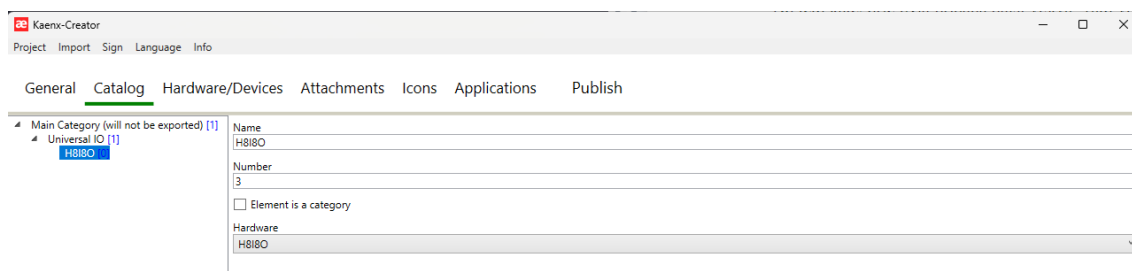 æ Kaenx-Creator
Project Import Sign Language Info
General Catalog Hardware/Devices Attachments Icons Applications Publish
Main Category (will not be exported) [1]
Universal IO [1]
H8I8O [0]
Name
H8I8O
Number
3
Element is a category
Hardware
H8I8O